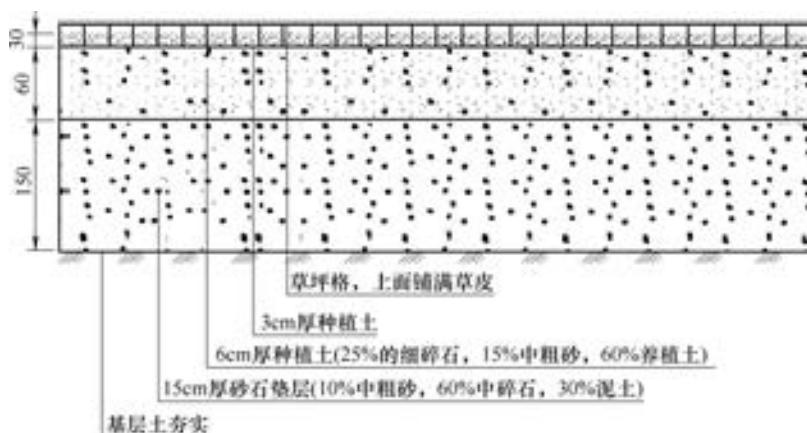 30
60
150
草坪格，上面铺满草皮
3cm厚种植土
6cm厚种植土(25%的细碎石，15%中粗砂，60%养植土)
15cm厚砂石垫层(10%中粗砂，60%中碎石，30%泥土)
基层土夯实